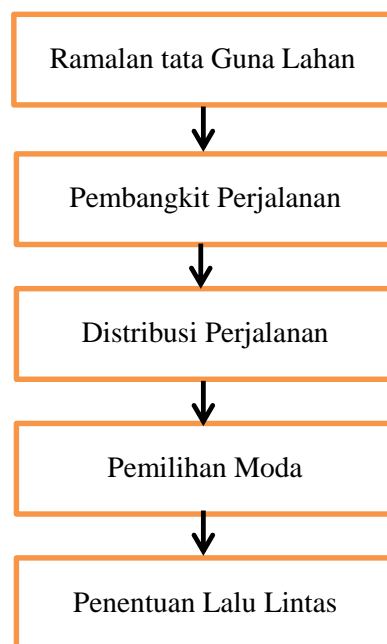 Ramalan tata Guna Lahan
Pembangkit Perjalanan
Distribusi Perjalanan
Pemilihan Moda
Penentuan Lalu Lintas